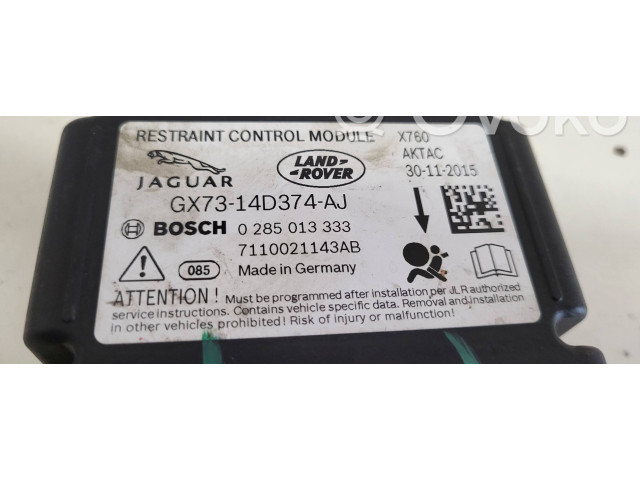 Ovoko
RESTRAINT CONTROL MODULE X760
JAGUAR LAND-ROVER AKTAC
30-11-2015
GX73-14D374-AJ
BOSCH 0 285 013 333
7110021143AB
085 Made in Germany
ATTENTION! Must be programmed after installation per JLR authorized
service instructions. Contains vehicle specific data. Removal and installation
in other vehicles prohibited! Risk of injury or malfunction!